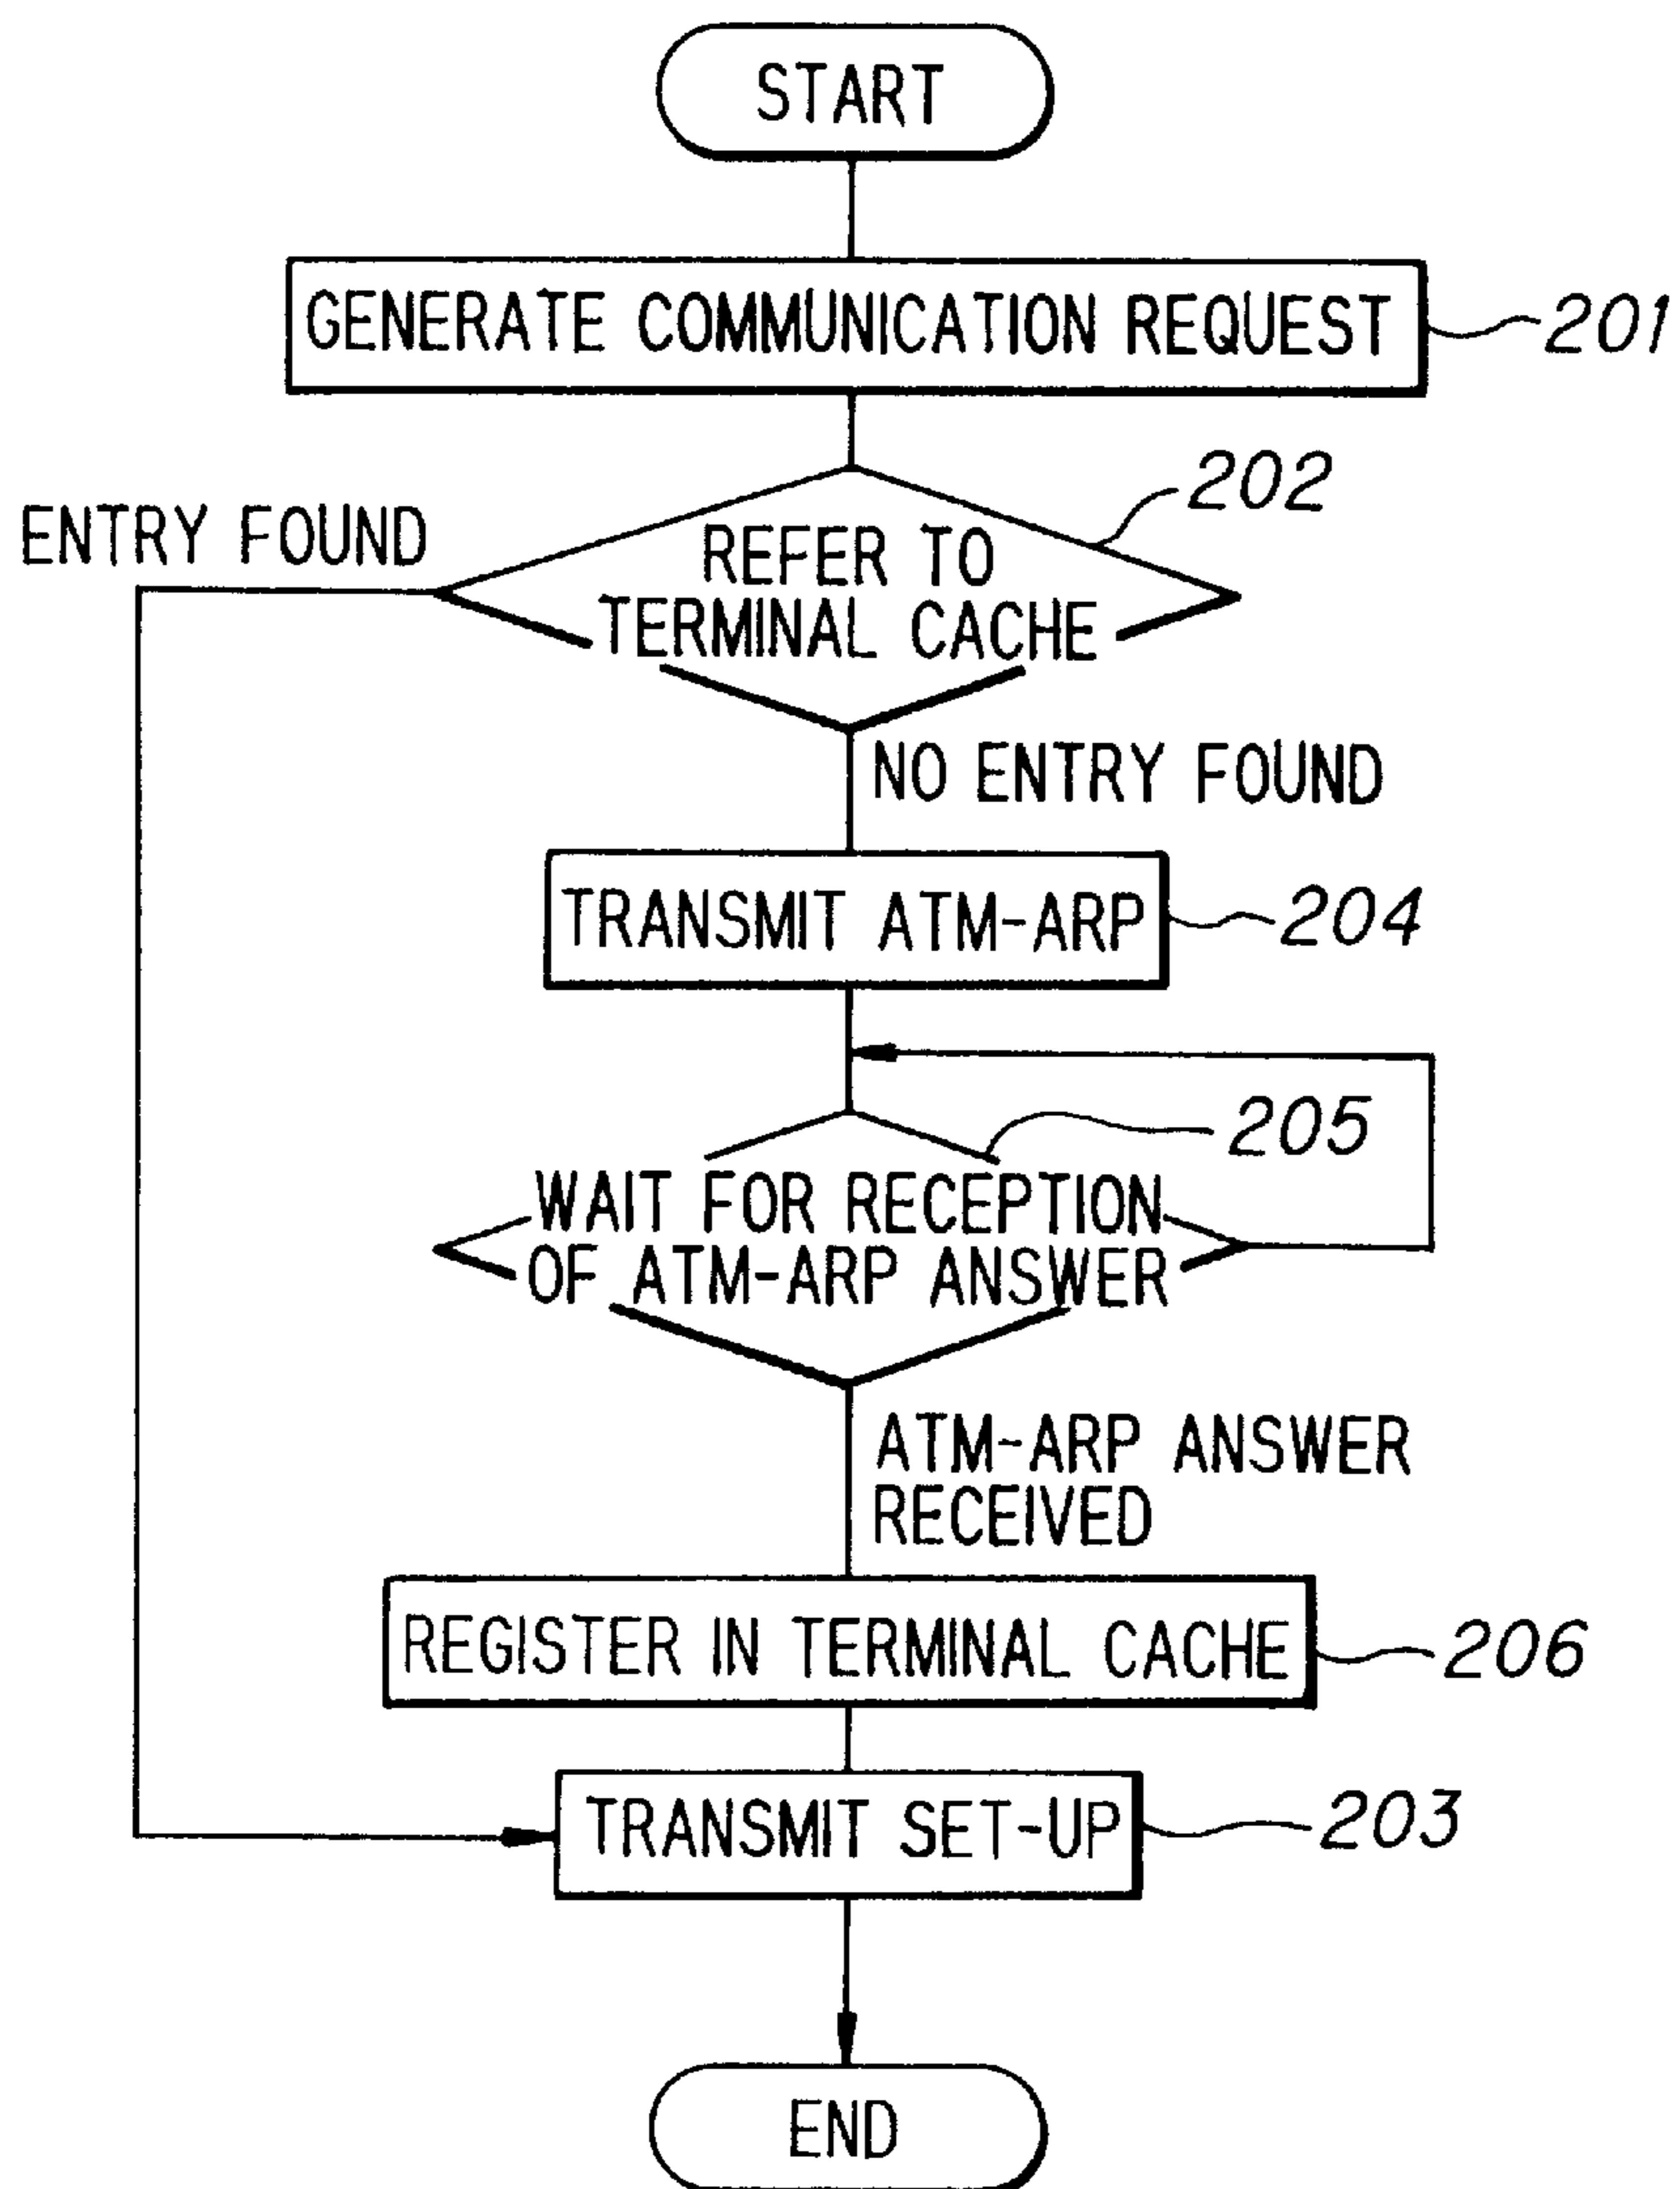 START
GENERATE COMMUNICATION REQUEST
201
202
ENTRY FOUND
REFER TO
TERMINAL CACHE
NO ENTRY FOUND
TRANSMIT ATM-ARP
204
205
WAIT FOR RECEPTION
OF ATM-ARP ANSWER
ATM-ARP ANSWER
RECEIVED
REGISTER IN TERMINAL CACHE
206
TRANSMIT SET-UP
203
END